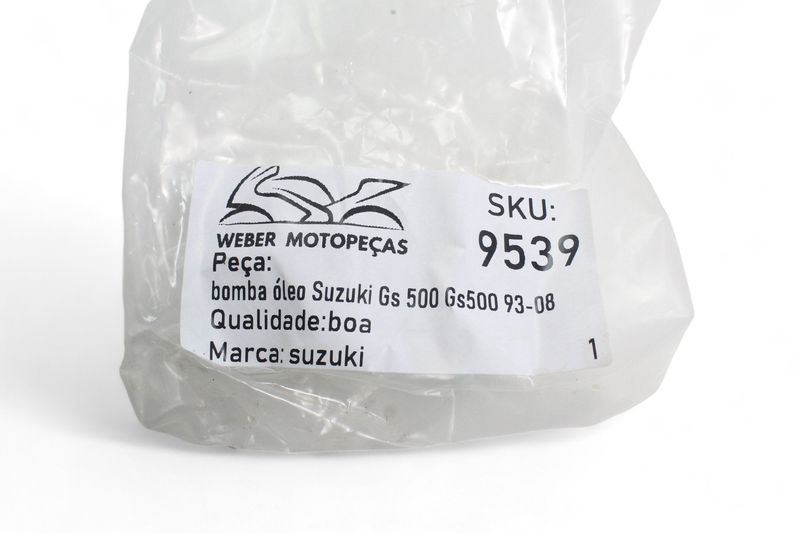 WEBER MOTOPEÇAS
SKU:
9539
Peça:
bomba óleo Suzuki Gs 500 Gs500 93-08
Qualidade:boa
Marca:suzuki
1